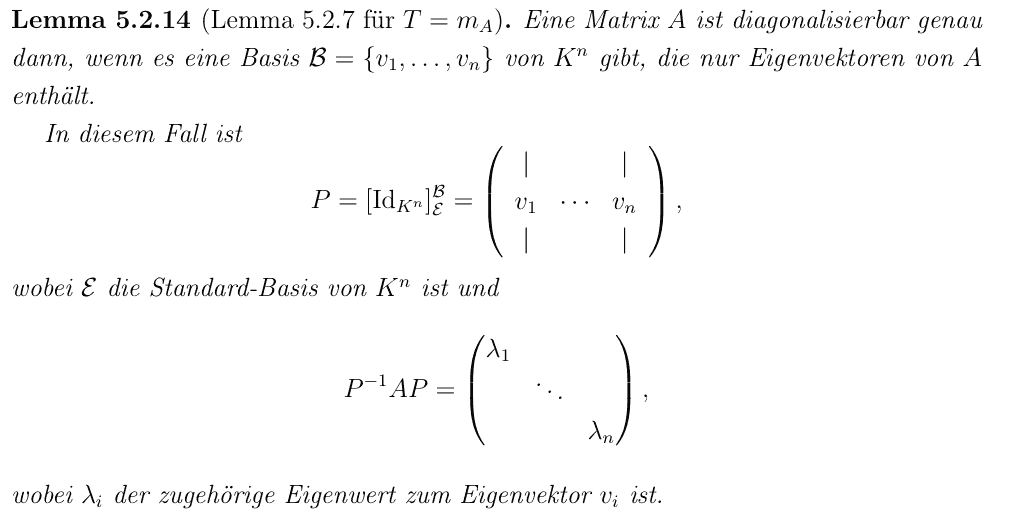 Lemma 5.2.14 (Lemma 5.2.7 für T = m_A). Eine Matrix A ist diagonalisierbar genau
dann, wenn es eine Basis ℬ = {v_1, . . . , v_n} von K^n gibt, die nur Eigenvektoren von A
enthält.
In diesem Fall ist
P = [Id_{K^n}]^ℬ_ℰ = ( | | ; v_1 ⋯ v_n ; | | ) ,
wobei ℰ die Standard-Basis von K^n ist und
P^{-1}AP = ( λ_1 ⋱ λ_n ) ,
wobei λ_i der zugehörige Eigenwert zum Eigenvektor v_i ist.